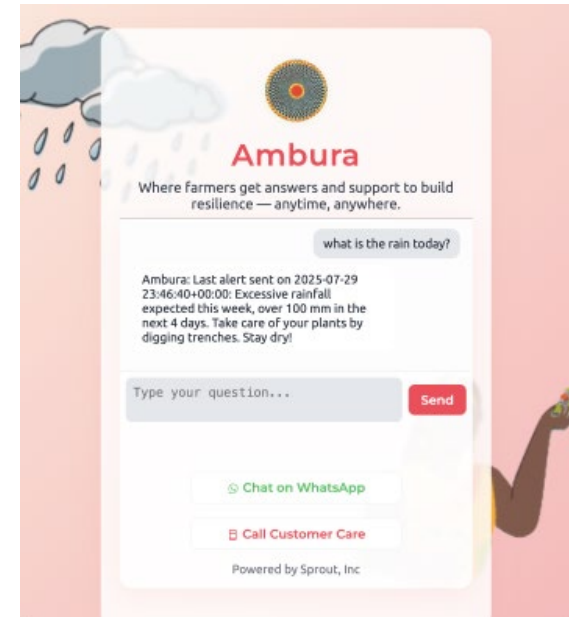 Ambura
Where farmers get answers and support to build
resilience — anytime, anywhere.
what is the rain today?
Ambura: Last alert sent on 2025-07-29
23:46:40+00:00: Excessive rainfall
expected this week, over 100 mm in the
next 4 days. Take care of your plants by
digging trenches. Stay dry!
Type your question...
Send
Chat on WhatsApp
Call Customer Care
Powered by Sprout, Inc